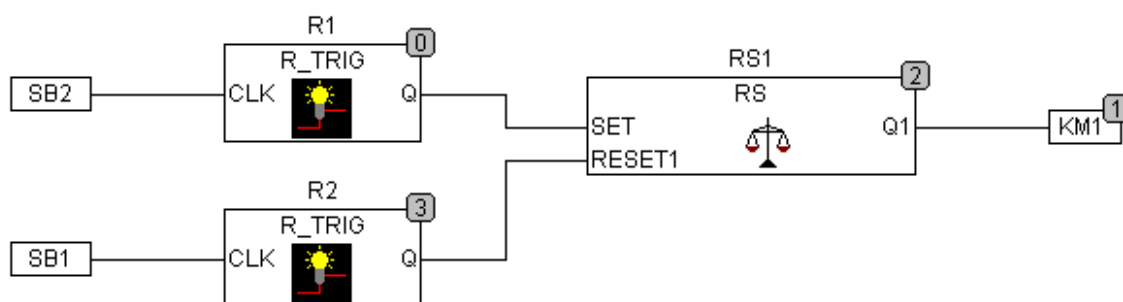 R1
0
R_TRIG
SB2
CLK
Q
RS1
2
RS
SET
Q1
RESET1
1
KM1
R2
3
R_TRIG
SB1
CLK
Q